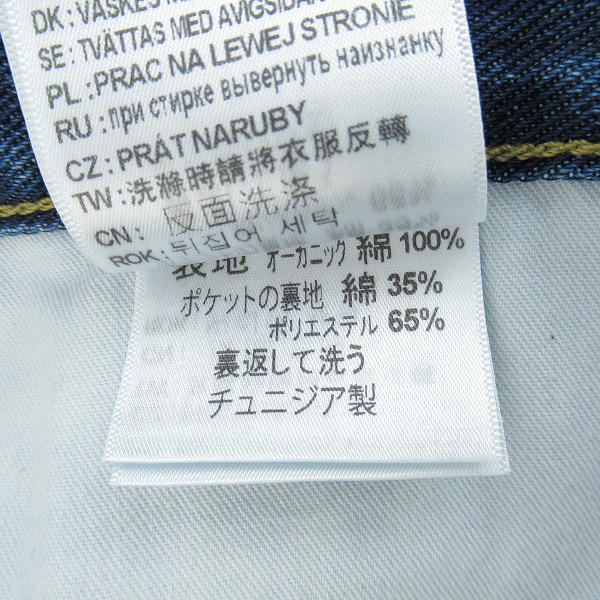 DK : VASKES M
SE : TVÄTTAS MED AVIGSIDAN
PL : PRAC NA LEWEJ STRONIE
RU : при стирке вывернуть наизнанку
CZ : PRÁT NARUBY
TW : 洗滌時請將衣服反轉
CN : 反面洗涤
ROK : 뒤집어 세탁
表地 オーガニック 綿 100%
ポケットの裏地 綿 35%
ポリエステル 65%
裏返して洗う
チュニジア製